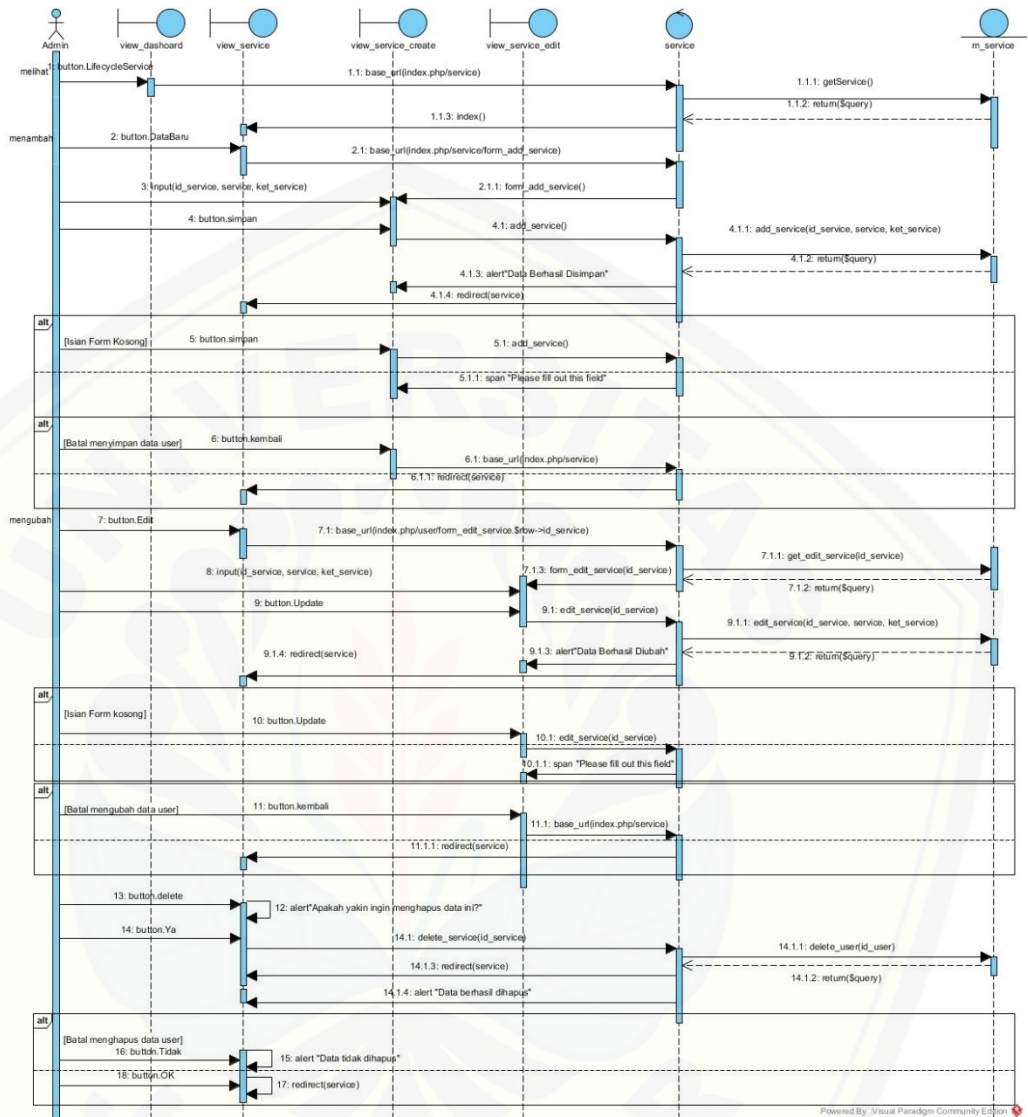 Admin
view_dashoard
view_service
view_service_create
view_service_edit
service
m_service
melihat
1: button.LifecycleService
1.1: base_url(index.php/service)
1.1.1: getService()
1.1.2: return($query)
1.1.3: index()
menambah
2: button.DataBaru
2.1: base_url(index.php/service/form_add_service)
3: input(id_service, service, ket_service)
2.1.1: form_add_service()
4: button.simpan
4.1: add_service()
4.1.1: add_service(id_service, service, ket_service)
4.1.2: return($query)
4.1.3: alert"Data Berhasil Disimpan"
4.1.4: redirect(service)
alt
[Isian Form Kosong]
5: button.simpan
5.1: add_service()
5.1.1: span "Please fill out this field"
alt
[Batal menyimpan data user]
6: button.kembali
6.1: base_url(index.php/service)
6.1.1: redirect(service)
mengubah
7: button.Edit
7.1: base_url(index.php/user/form_edit_service.$row->id_service)
7.1.1: get_edit_service(id_service)
8: input(id_service, service, ket_service)
7.1.3: form_edit_service(id_service)
7.1.2: return($query)
9: button.Update
9.1: edit_service(id_service)
9.1.1: edit_service(id_service, service, ket_service)
9.1.4: redirect(service)
9.1.3: alert"Data Berhasil Diubah"
9.1.2: return($query)
alt
[Isian Form kosong]
10: button.Update
10.1: edit_service(id_service)
10.1.1: span "Please fill out this field"
alt
[Batal mengubah data user]
11: button.kembali
11.1: base_url(index.php/service)
11.1.1: redirect(service)
13: button.delete
12: alert"Apakah yakin ingin menghapus data ini?"
14: button.Ya
14.1: delete_service(id_service)
14.1.1: delete_user(id_user)
14.1.3: redirect(service)
14.1.2: return($query)
14.1.4: alert "Data berhasil dihapus"
alt
[Batal menghapus data user]
16: button.Tidak
15: alert "Data tidak dihapus"
18: button.OK
17: redirect(service)
UNIVERSITAS
Powered By Visual Paradigm Community Edition